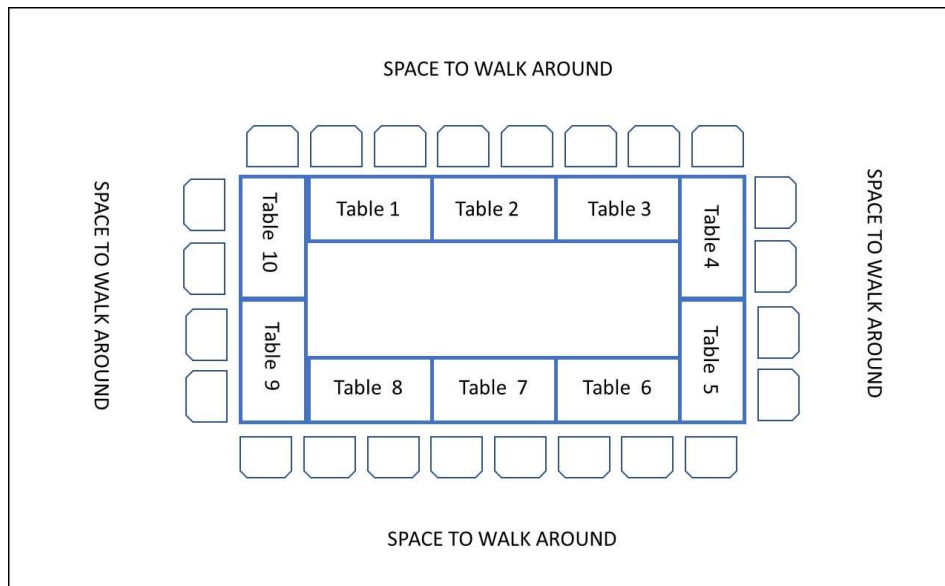 SPACE TO WALK AROUND
SPACE TO WALK AROUND
Table 10
Table 1
Table 2
Table 3
Table 4
SPACE TO WALK AROUND
Table 9
Table 8
Table 7
Table 6
Table 5
SPACE TO WALK AROUND